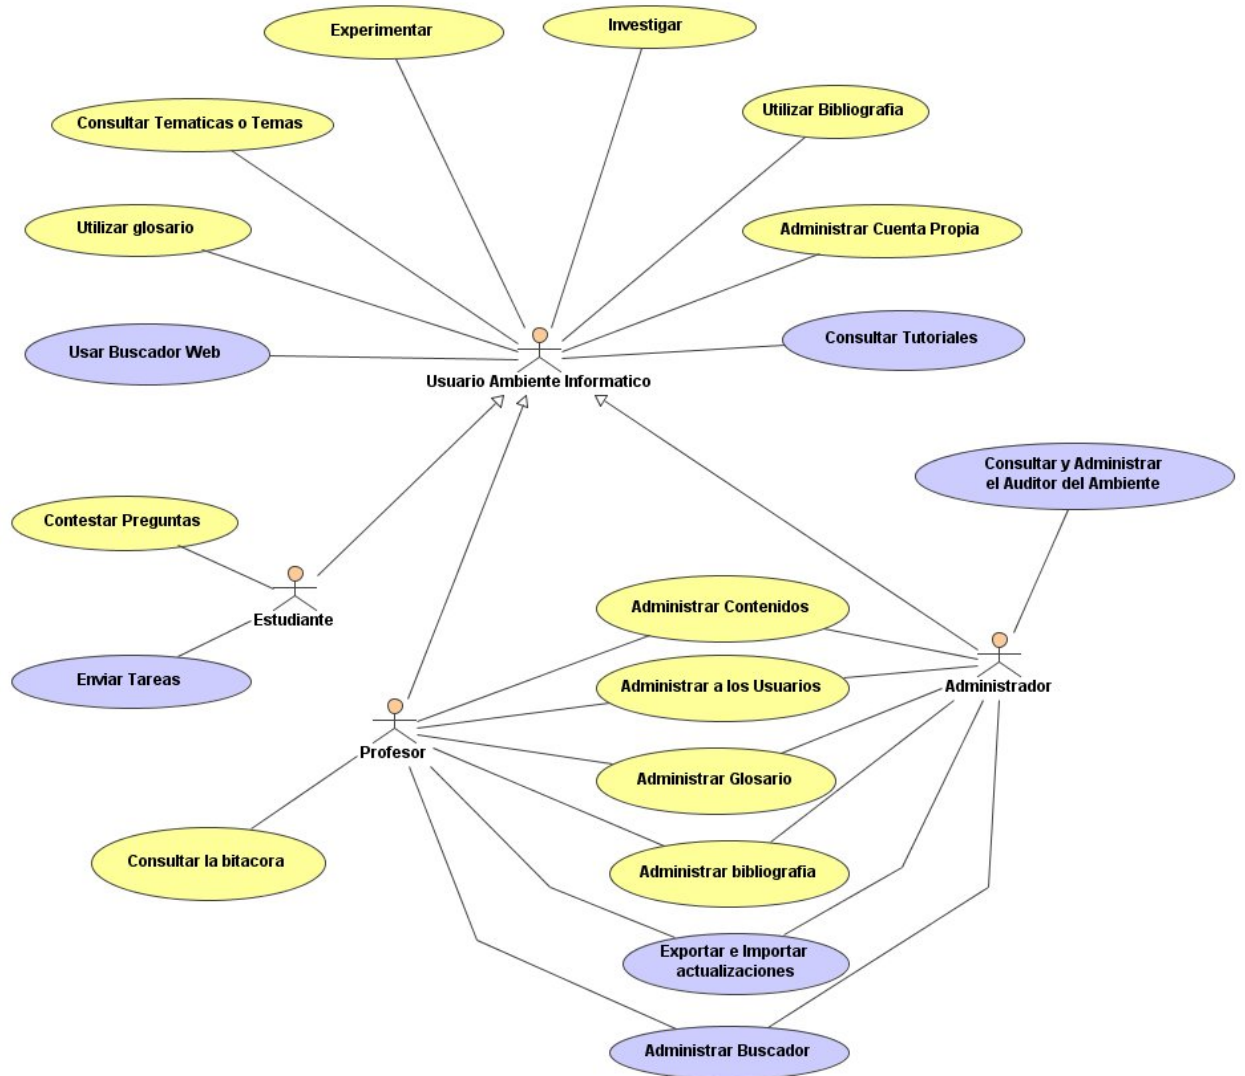 Experimentar
Investigar
Consultar Tematicas o Temas
Utilizar Bibliografia
Utilizar glosario
Administrar Cuenta Propia
Usar Buscador Web
Consultar Tutoriales
Usuario Ambiente Informatico
Consultar y Administrar
el Auditor del Ambiente
Contestar Preguntas
Estudiante
Enviar Tareas
Administrar Contenidos
Administrar a los Usuarios
Administrador
Profesor
Administrar Glosario
Consultar la bitacora
Administrar bibliografia
Exportar e Importar
actualizaciones
Administrar Buscador